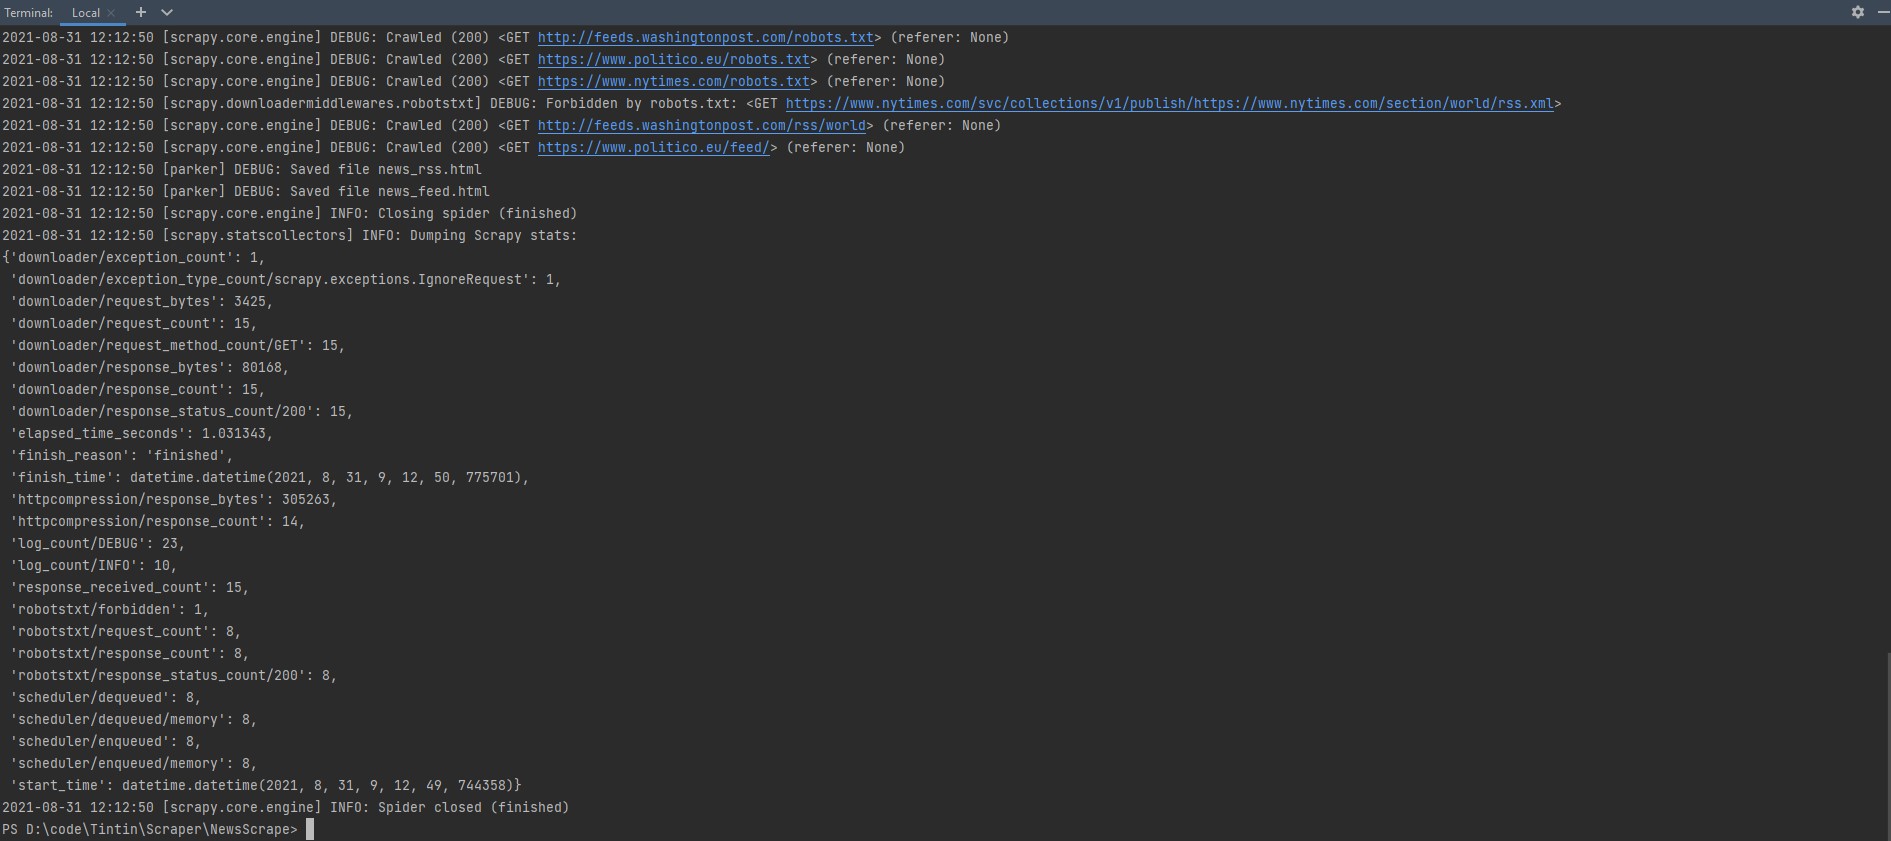 Terminal: Local × +
2021-08-31 12:12:50 [scrapy.core.engine] DEBUG: Crawled (200) <GET http://feeds.washingtonpost.com/robots.txt> (referer: None)
2021-08-31 12:12:50 [scrapy.core.engine] DEBUG: Crawled (200) <GET https://www.politico.eu/robots.txt> (referer: None)
2021-08-31 12:12:50 [scrapy.core.engine] DEBUG: Crawled (200) <GET https://www.nytimes.com/robots.txt> (referer: None)
2021-08-31 12:12:50 [scrapy.downloadermiddlewares.robotstxt] DEBUG: Forbidden by robots.txt: <GET https://www.nytimes.com/svc/collections/v1/publish/https://www.nytimes.com/section/world/rss.xml>
2021-08-31 12:12:50 [scrapy.core.engine] DEBUG: Crawled (200) <GET http://feeds.washingtonpost.com/rss/world> (referer: None)
2021-08-31 12:12:50 [scrapy.core.engine] DEBUG: Crawled (200) <GET https://www.politico.eu/feed/> (referer: None)
2021-08-31 12:12:50 [parker] DEBUG: Saved file news_rss.html
2021-08-31 12:12:50 [parker] DEBUG: Saved file news_feed.html
2021-08-31 12:12:50 [scrapy.core.engine] INFO: Closing spider (finished)
2021-08-31 12:12:50 [scrapy.statscollectors] INFO: Dumping Scrapy stats:
{'downloader/exception_count': 1,
'downloader/exception_type_count/scrapy.exceptions.IgnoreRequest': 1,
'downloader/request_bytes': 3425,
'downloader/request_count': 15,
'downloader/request_method_count/GET': 15,
'downloader/response_bytes': 80168,
'downloader/response_count': 15,
'downloader/response_status_count/200': 15,
'elapsed_time_seconds': 1.031343,
'finish_reason': 'finished',
'finish_time': datetime.datetime(2021, 8, 31, 9, 12, 50, 775701),
'httpcompression/response_bytes': 305263,
'httpcompression/response_count': 14,
'log_count/DEBUG': 23,
'log_count/INFO': 10,
'response_received_count': 15,
'robotstxt/forbidden': 1,
'robotstxt/request_count': 8,
'robotstxt/response_count': 8,
'robotstxt/response_status_count/200': 8,
'scheduler/dequeued': 8,
'scheduler/dequeued/memory': 8,
'scheduler/enqueued': 8,
'scheduler/enqueued/memory': 8,
'start_time': datetime.datetime(2021, 8, 31, 9, 12, 49, 744358)}
2021-08-31 12:12:50 [scrapy.core.engine] INFO: Spider closed (finished)
PS D:\code\Tintin\Scraper\NewsScrape>